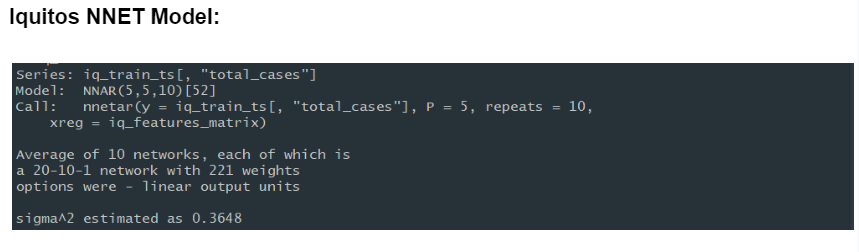 Iquitos NNET Model:
Series: iq_train_ts[, "total_cases"]
Model:  NNAR(5,5,10)[52]
Call:   nnetar(y = iq_train_ts[, "total_cases"], P = 5, repeats = 10,
    xreg = iq_features_matrix)
Average of 10 networks, each of which is
a 20-10-1 network with 221 weights
options were - linear output units
sigma^2 estimated as 0.3648